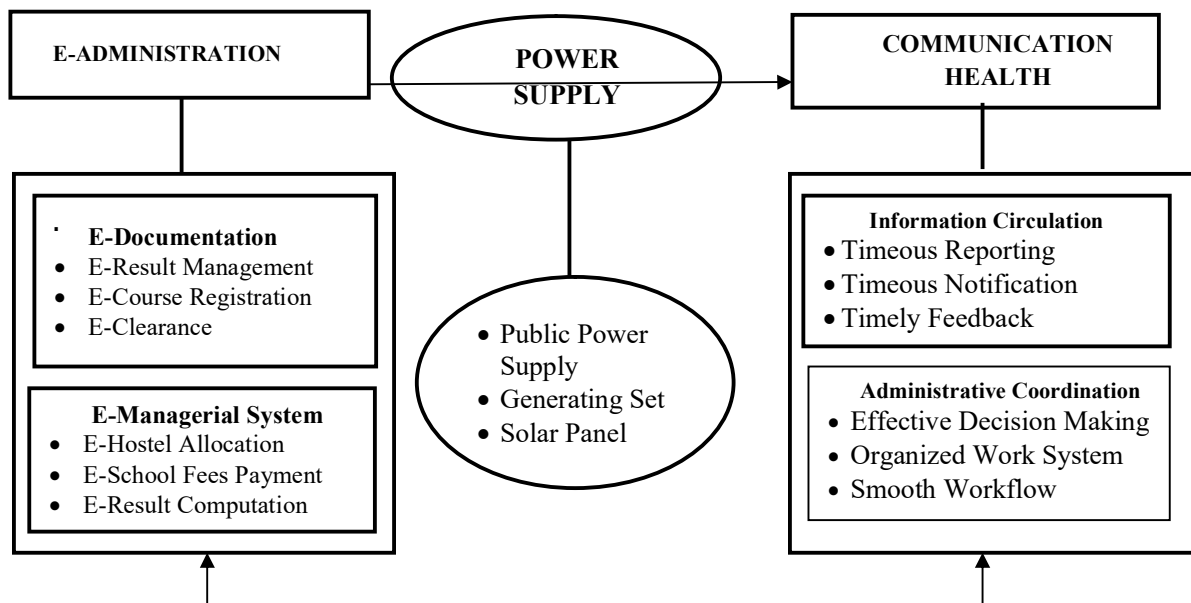 E-ADMINISTRATION
POWER
SUPPLY
COMMUNICATION
HEALTH
E-Documentation
• E-Result Management
• E-Course Registration
• E-Clearance
E-Managerial System
• E-Hostel Allocation
• E-School Fees Payment
• E-Result Computation
• Public Power
Supply
• Generating Set
• Solar Panel
Information Circulation
• Timeous Reporting
• Timeous Notification
• Timely Feedback
Administrative Coordination
• Effective Decision Making
• Organized Work System
• Smooth Workflow